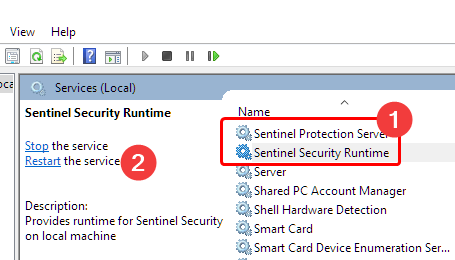 View Help
oca
Services (Local)
Sentinel Security Runtime
Stop the service
Restart the service
2
Description:
Provides runtime for Sentinel Security
on local machine
Name
1
Sentinel Protection Server
Sentinel Security Runtime
Server
Shared PC Account Manager
Shell Hardware Detection
Smart Card
Smart Card Device Enumeration Ser...